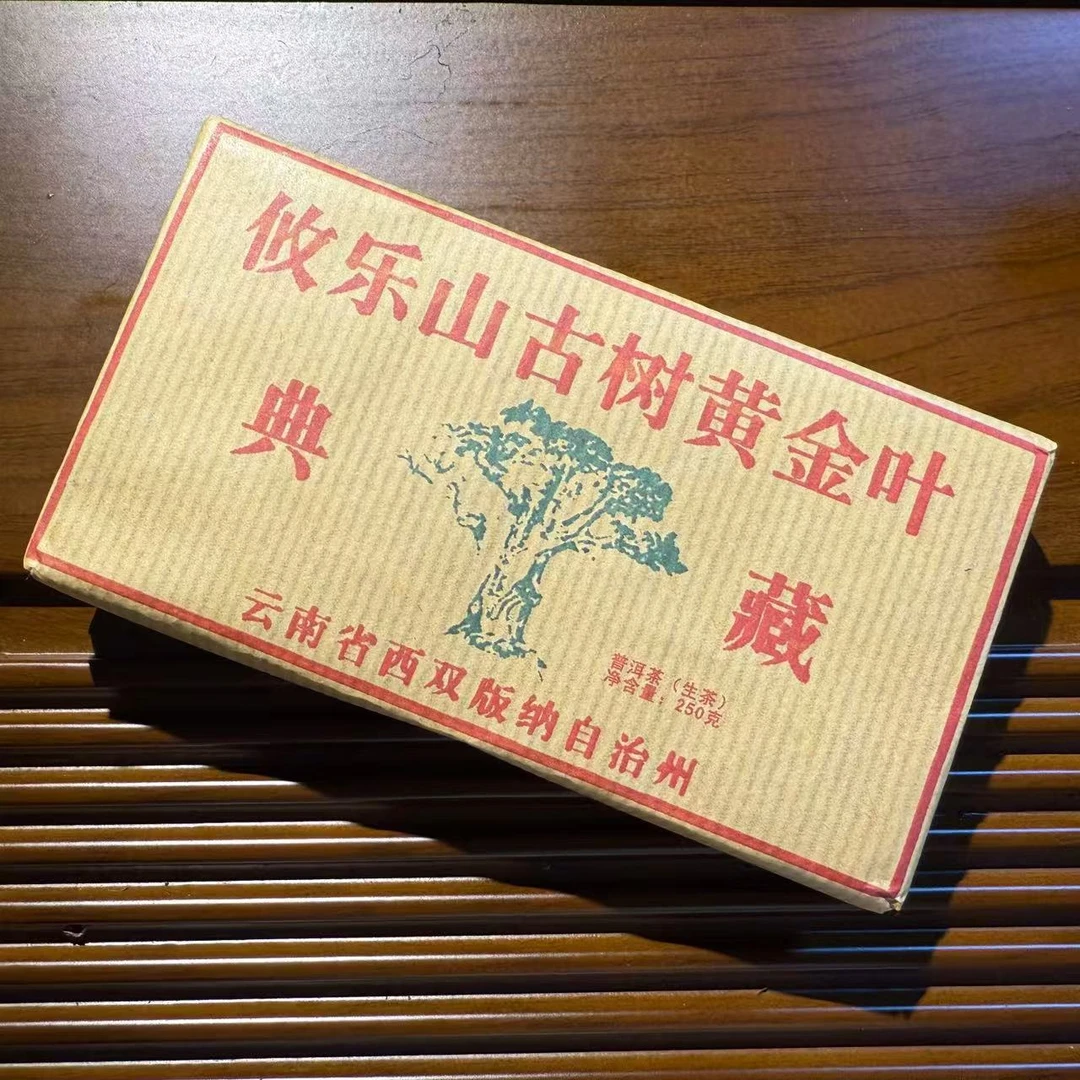 攸乐山古树黄金叶
典藏
普洱茶（生茶）
净含量：250克
云南省西双版纳自治州